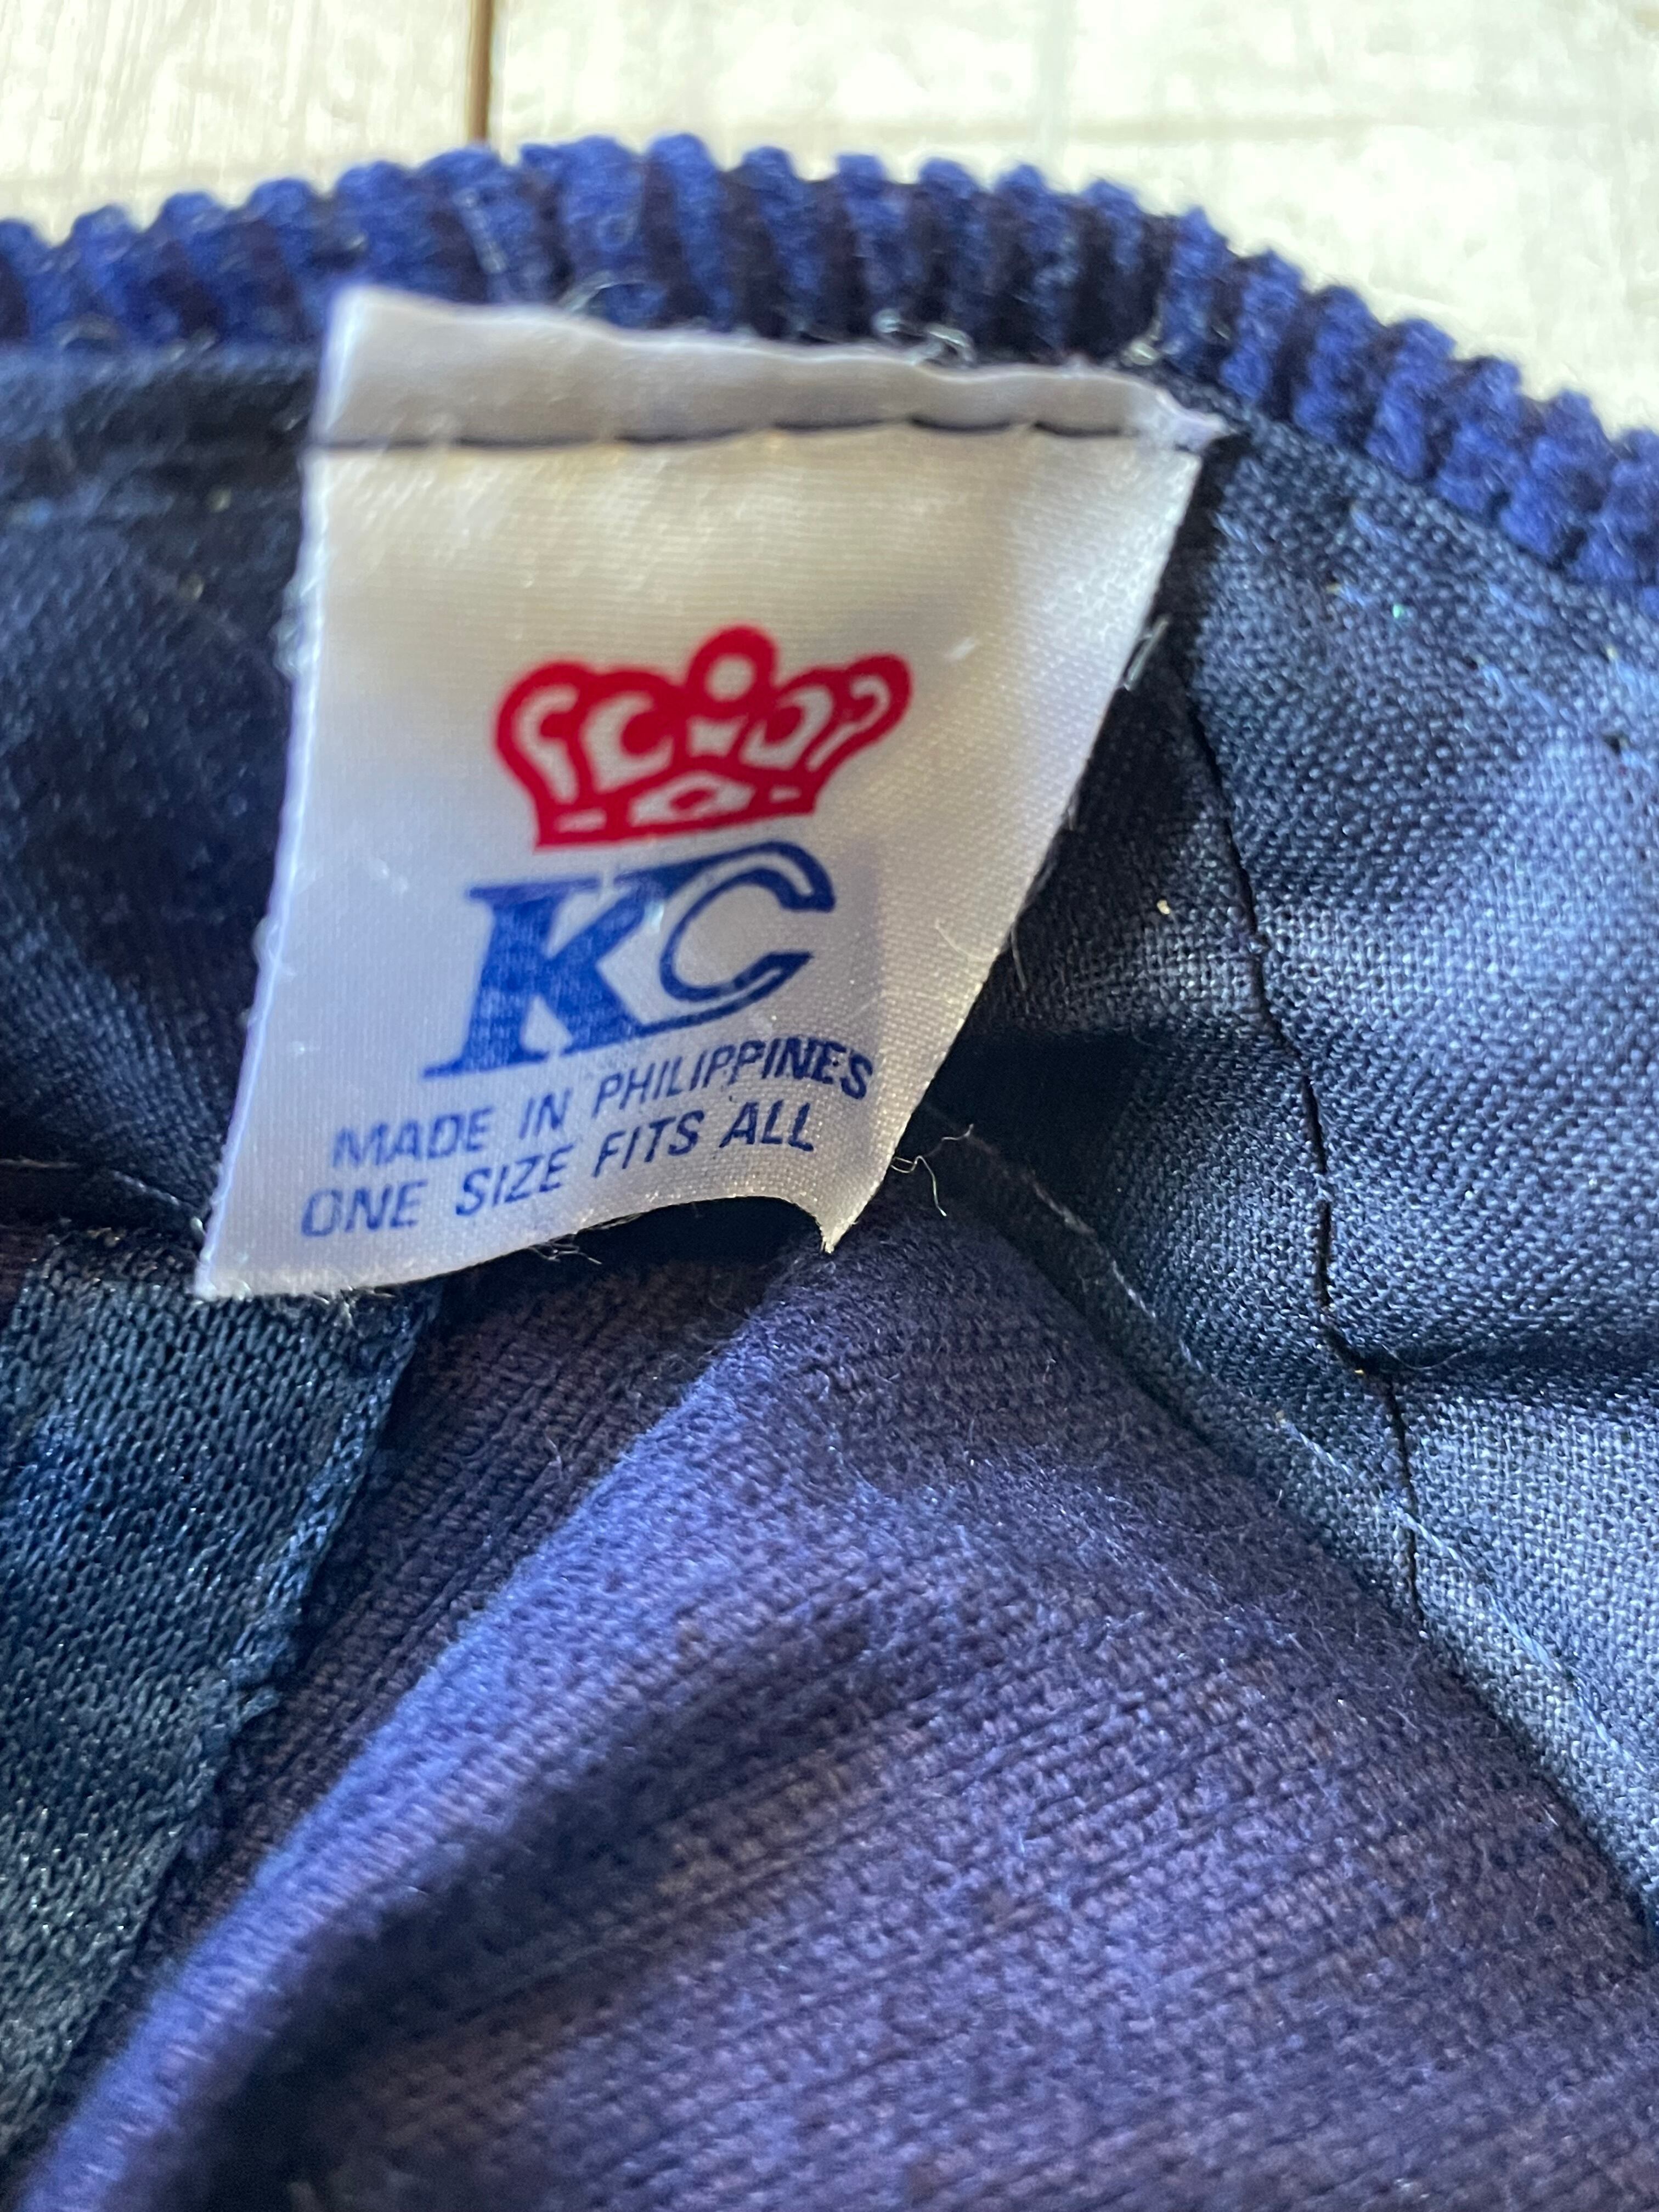 KC
MADE IN PHILIPPINES
ONE SIZE FITS ALL